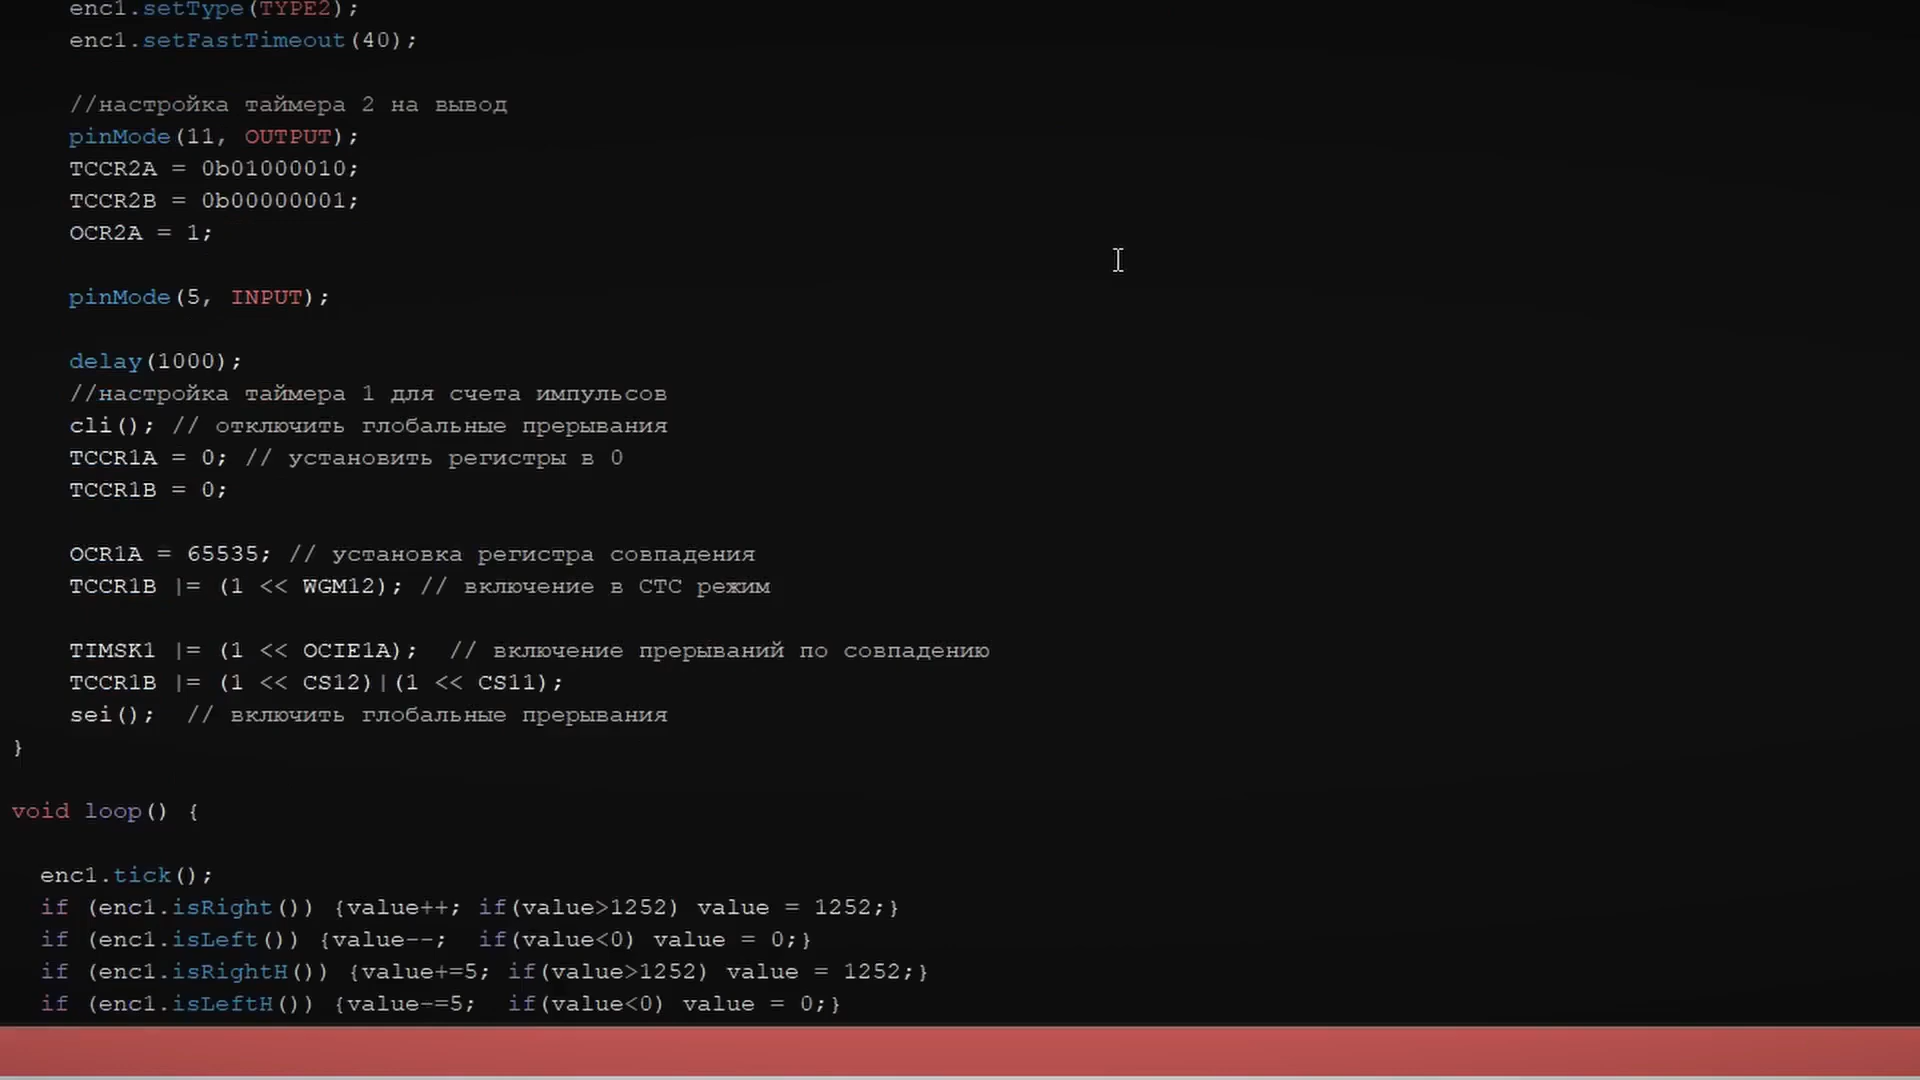 enc1.setType(TYPE2);
enc1.setFastTimeout(40);
//настройка таймера 2 на вывод
pinMode(11, OUTPUT);
TCCR2A = 0b01000010;
TCCR2B = 0b00000001;
OCR2A = 1;
pinMode(5, INPUT);
delay(1000);
//настройка таймера 1 для счета импульсов
cli(); // отключить глобальные прерывания
TCCR1A = 0; // установить регистры в 0
TCCR1B = 0;
OCR1A = 65535; // установка регистра совпадения
TCCR1B |= (1 << WGM12); // включение в CTC режим
TIMSK1 |= (1 << OCIE1A);  // включение прерываний по совпадению
TCCR1B |= (1 << CS12)|(1 << CS11);
sei();  // включить глобальные прерывания
}
void loop() {
enc1.tick();
if (enc1.isRight()) {value++; if(value>1252) value = 1252;}
if (enc1.isLeft()) {value--;  if(value<0) value = 0;}
if (enc1.isRightH()) {value+=5; if(value>1252) value = 1252;}
if (enc1.isLeftH()) {value-=5;  if(value<0) value = 0;}